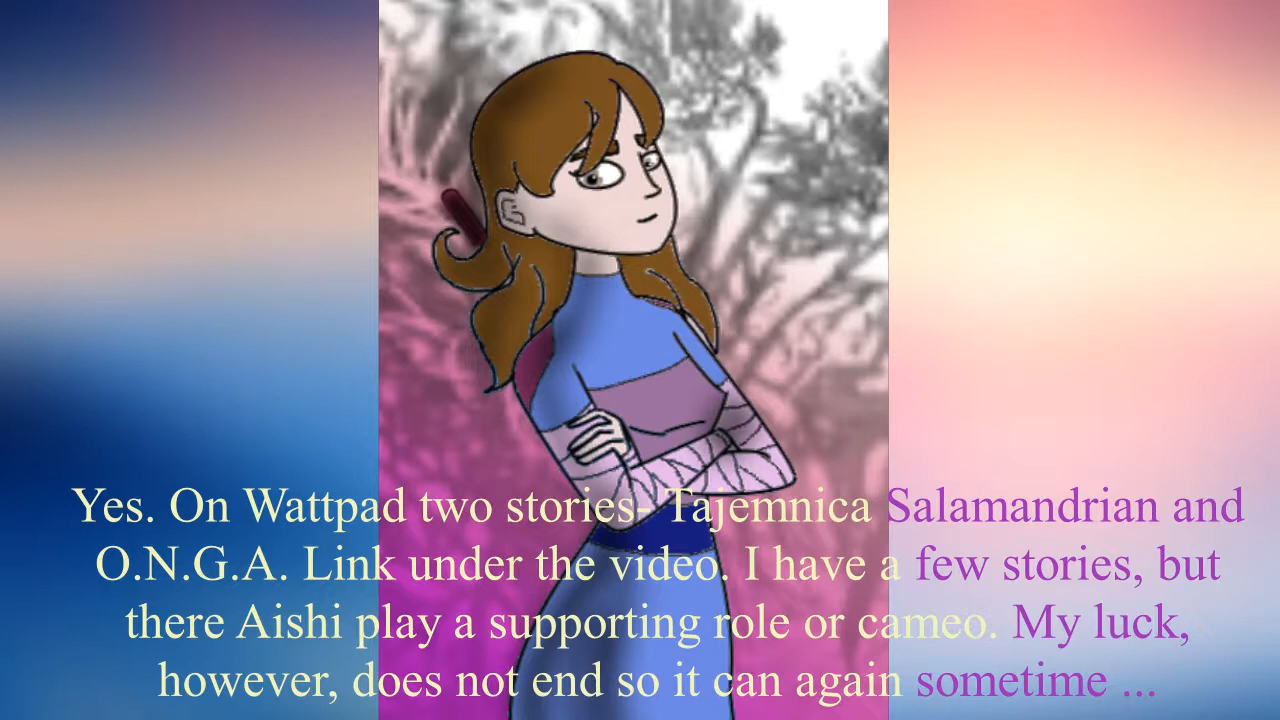 Yes. On Wattpad two stories- Tajemnica Salamandrian and
O.N.G.A. Link under the video. I have a few stories, but
there Aishi play a supporting role or cameo. My luck,
however, does not end so it can again sometime ...